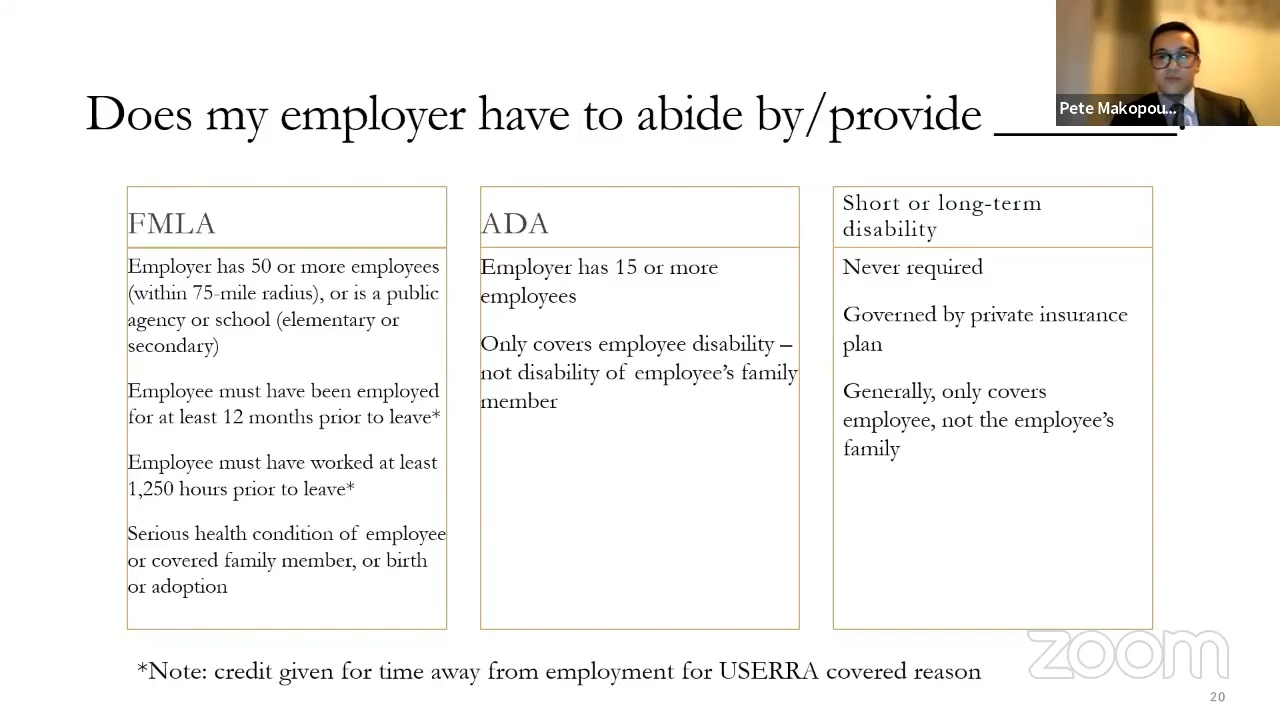 Does my employer have to abide by/provide ________?
Pete Makopou...
FMLA
Employer has 50 or more employees
(within 75-mile radius), or is a public
agency or school (elementary or
secondary)
Employee must have been employed
for at least 12 months prior to leave*
Employee must have worked at least
1,250 hours prior to leave*
Serious health condition of employee
or covered family member, or birth
or adoption
ADA
Employer has 15 or more
employees
Only covers employee disability –
not disability of employee’s family
member
Short or long-term
disability
Never required
Governed by private insurance
plan
Generally, only covers
employee, not the employee’s
family
*Note: credit given for time away from employment for USERRA covered reason
zoom
20